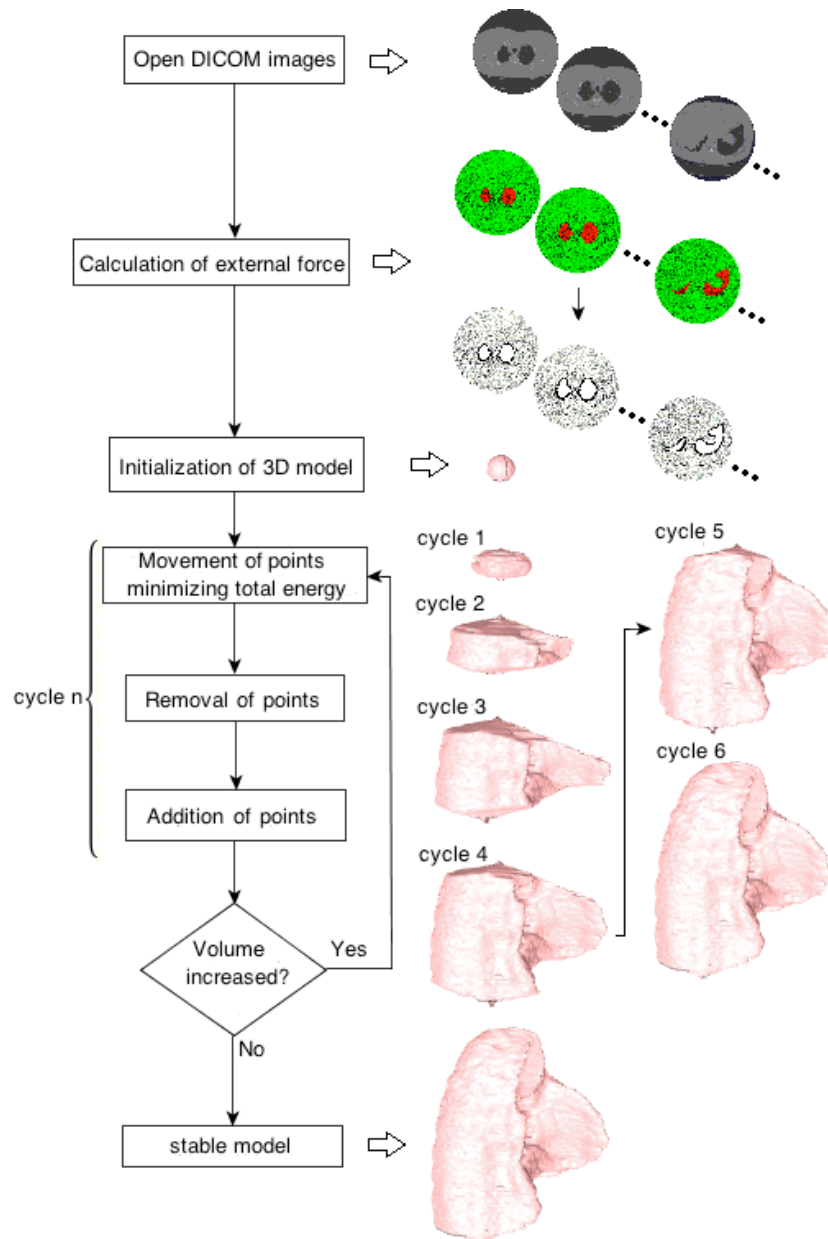 Open DICOM images
Calculation of external force
Initialization of 3D model
cycle n
Movement of points
minimizing total energy
Removal of points
Addition of points
Volume
increased?
Yes
No
stable model
cycle 1
cycle 2
cycle 3
cycle 4
cycle 5
cycle 6